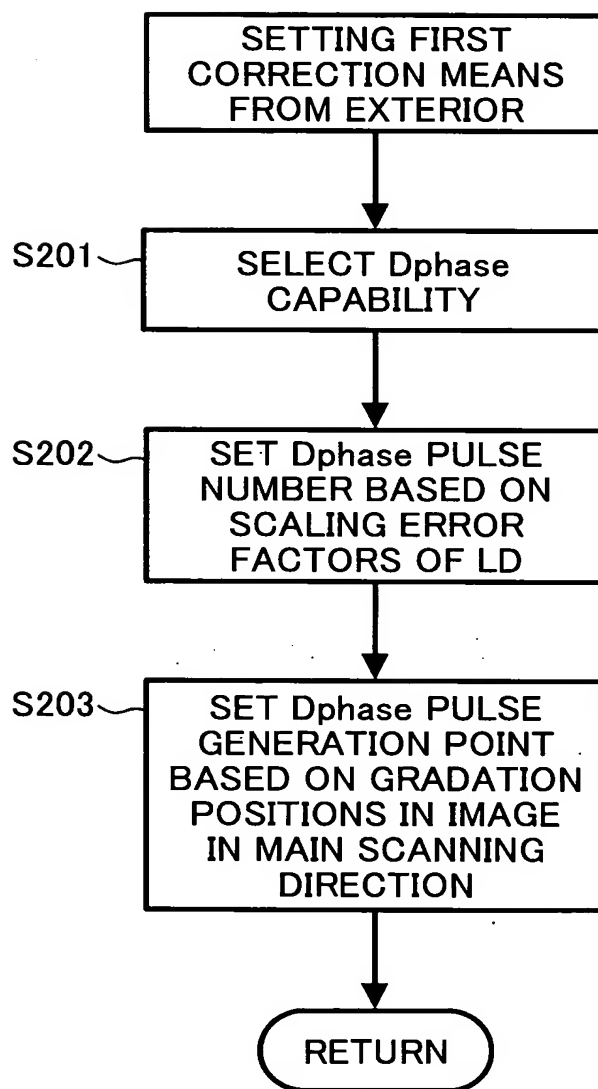 SETTING FIRST
CORRECTION MEANS
FROM EXTERIOR
S201
SELECT Dphase
CAPABILITY
S202
SET Dphase PULSE
NUMBER BASED ON
SCALING ERROR
FACTORS OF LD
S203
SET Dphase PULSE
GENERATION POINT
BASED ON GRADATION
POSITIONS IN IMAGE
IN MAIN SCANNING
DIRECTION
RETURN